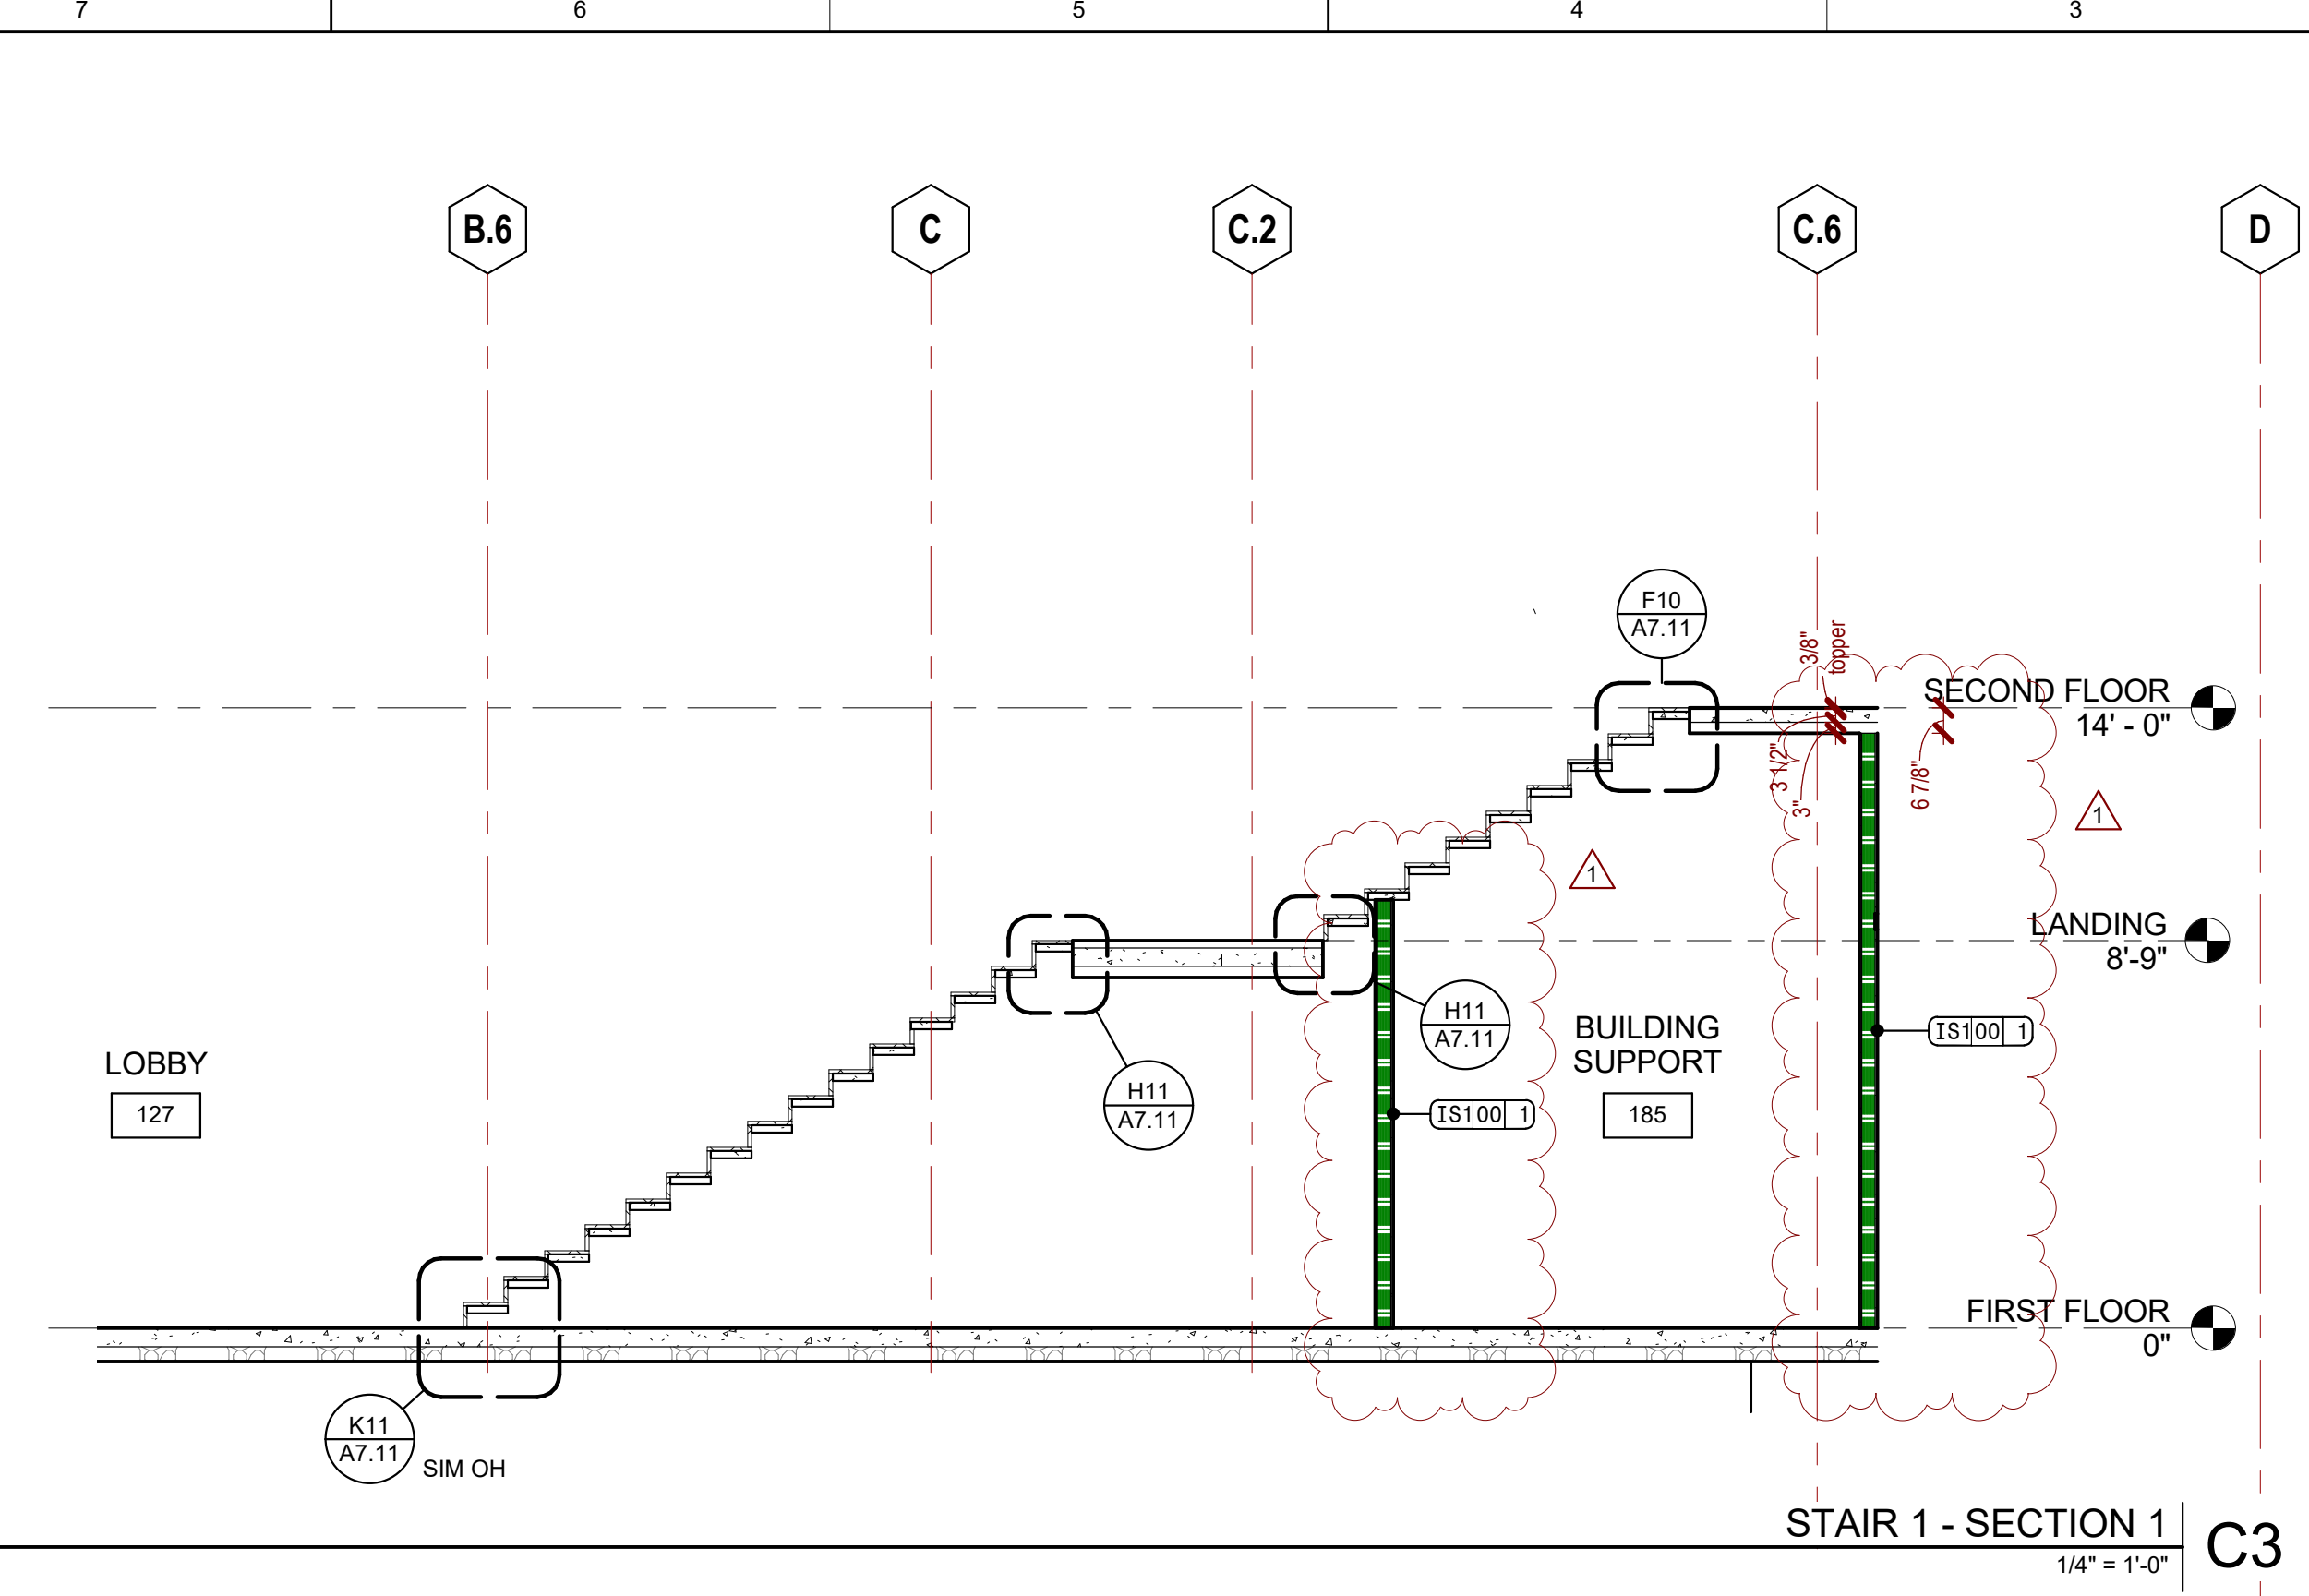 7
6
5
4
3
B.6
C
C.2
C.6
D
F10
A7.11
3/8"
topper
SECOND FLOOR
14' - 0"
3 1/2"
3"
6 7/8"
1
1
LANDING
8'-9"
H11
A7.11
BUILDING
SUPPORT
185
IS100 1
LOBBY
127
H11
A7.11
IS100 1
FIRST FLOOR
0"
K11
A7.11
SIM OH
STAIR 1 - SECTION 1
1/4" = 1'-0"
C3